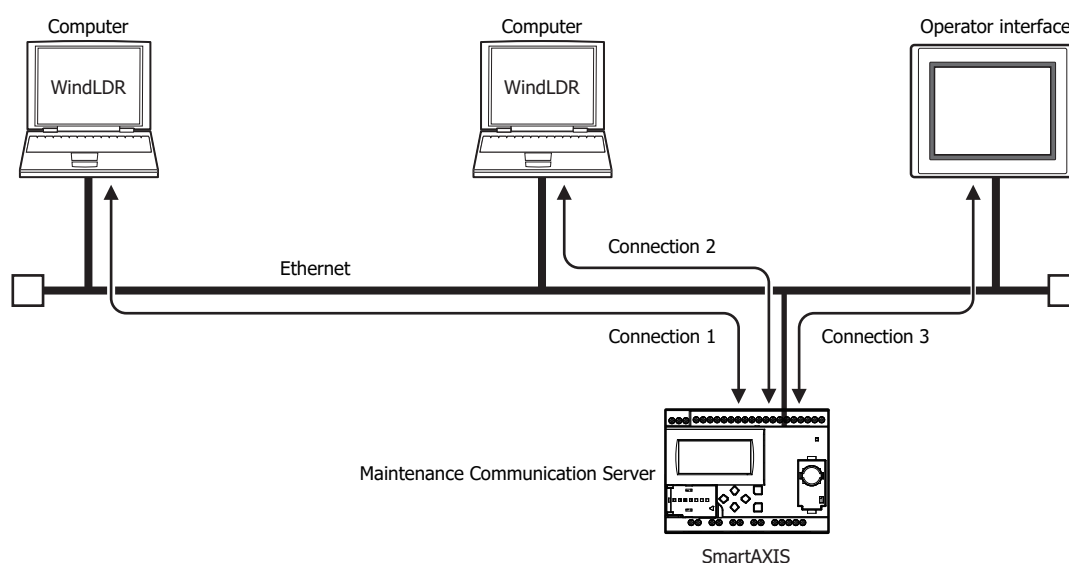 Computer
Computer
Operator interface
WindLDR
WindLDR
Connection 2
Ethernet
Connection 1
Connection 3
Maintenance Communication Server
SmartAXIS